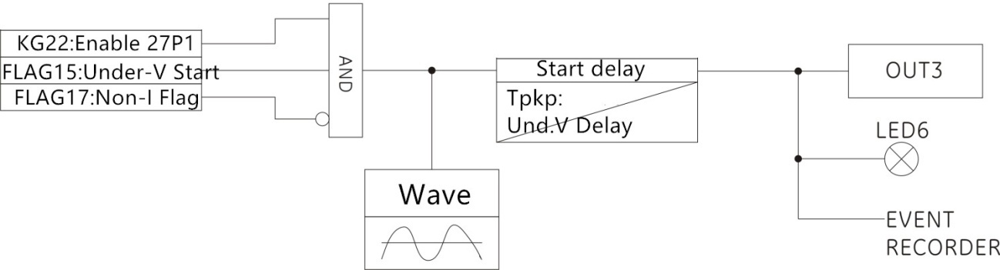 KG22:Enable 27P1
FLAG15:Under-V Start
FLAG17:Non-I Flag
AND
Start delay
Tpkp:
Und.V Delay
Wave
OUT3
LED6
EVENT
RECORDER